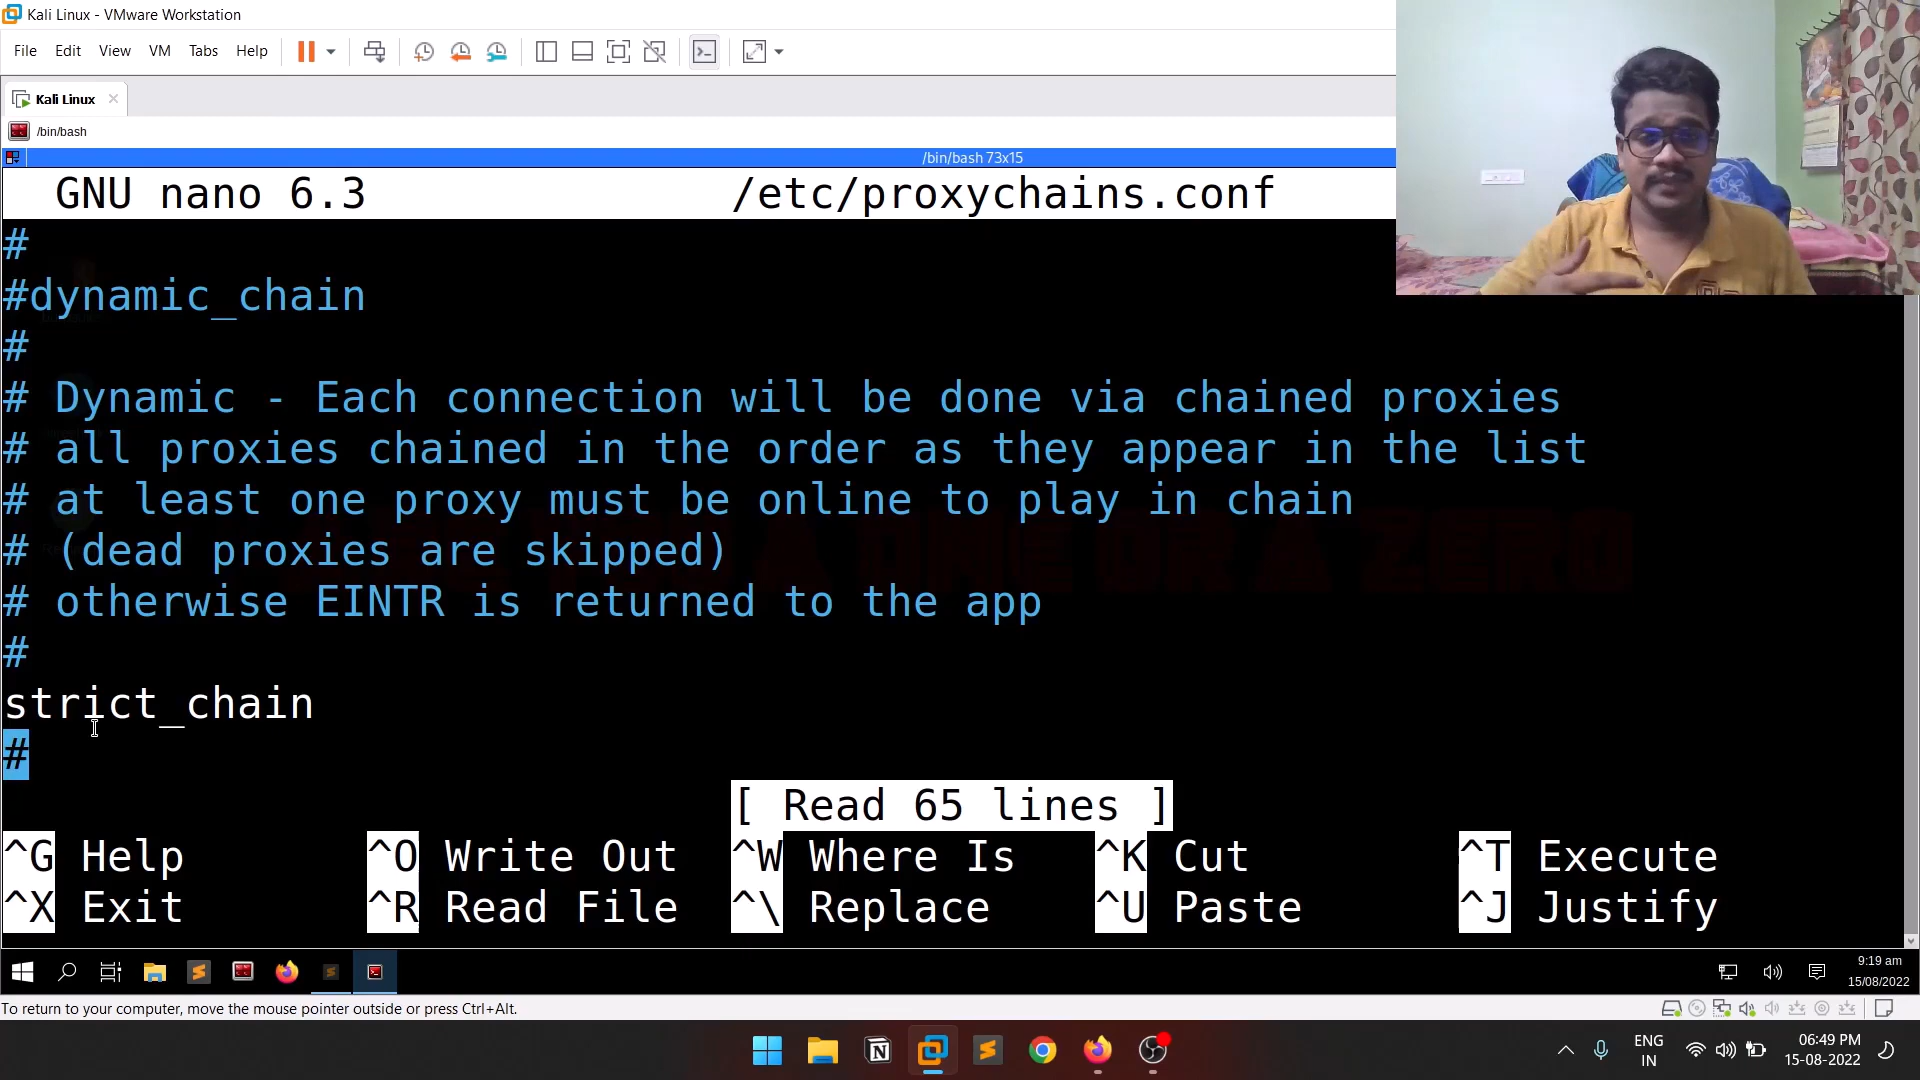 Kali Linux - VMware Workstation
File Edit View VM Tabs Help
Kali Linux
/bin/bash
/bin/bash 73x15
GNU nano 6.3 /etc/proxychains.conf
#
#dynamic_chain
#
# Dynamic - Each connection will be done via chained proxies
# all proxies chained in the order as they appear in the list
# at least one proxy must be online to play in chain
# (dead proxies are skipped)
# otherwise EINTR is returned to the app
#
strict_chain
#
[ Read 65 lines ]
^G Help ^O Write Out ^W Where Is ^K Cut ^T Execute
^X Exit ^R Read File ^\ Replace ^U Paste ^J Justify
9:19 am
15/08/2022
To return to your computer, move the mouse pointer outside or press Ctrl+Alt.
ENG
IN
06:49 PM
15-08-2022